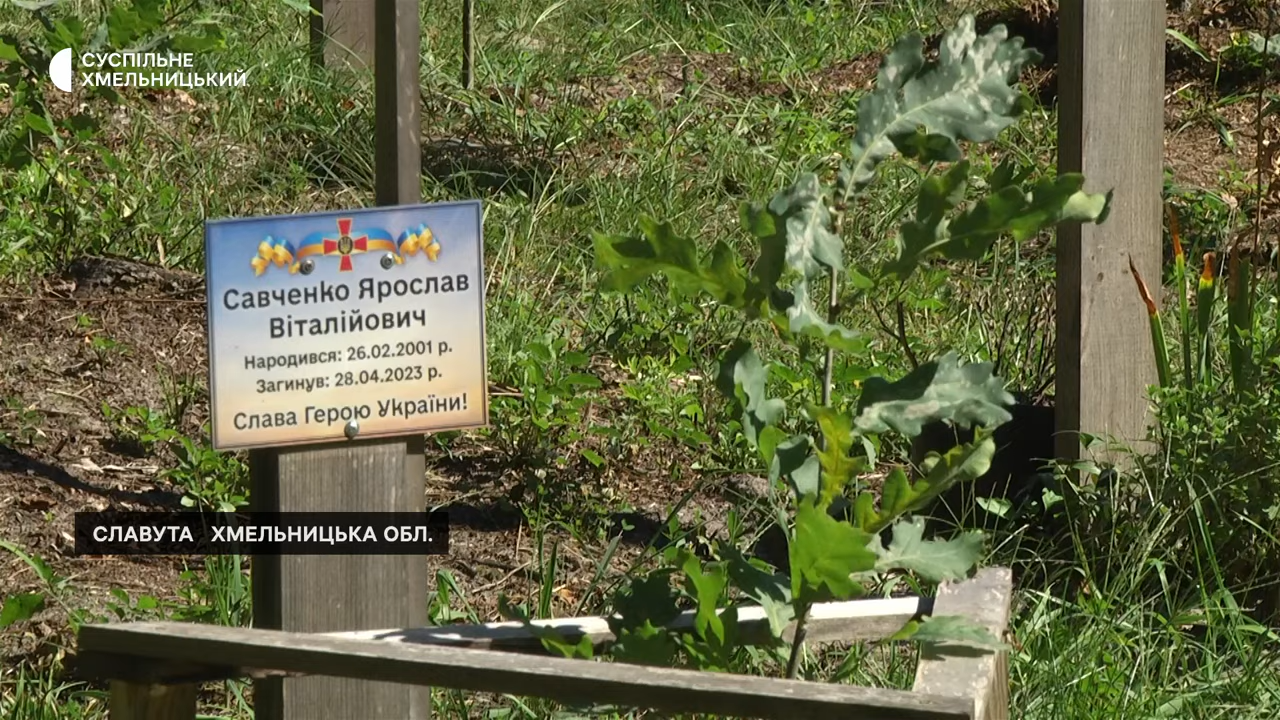 СУСПІЛЬНЕ
ХМЕЛЬНИЦЬКИЙ
Савченко Ярослав
Віталійович
Народився: 26.02.2001 р.
Загинув: 28.04.2023 р.
Слава Герою України!
СЛАВУТА ХМЕЛЬНИЦЬКА ОБЛ.